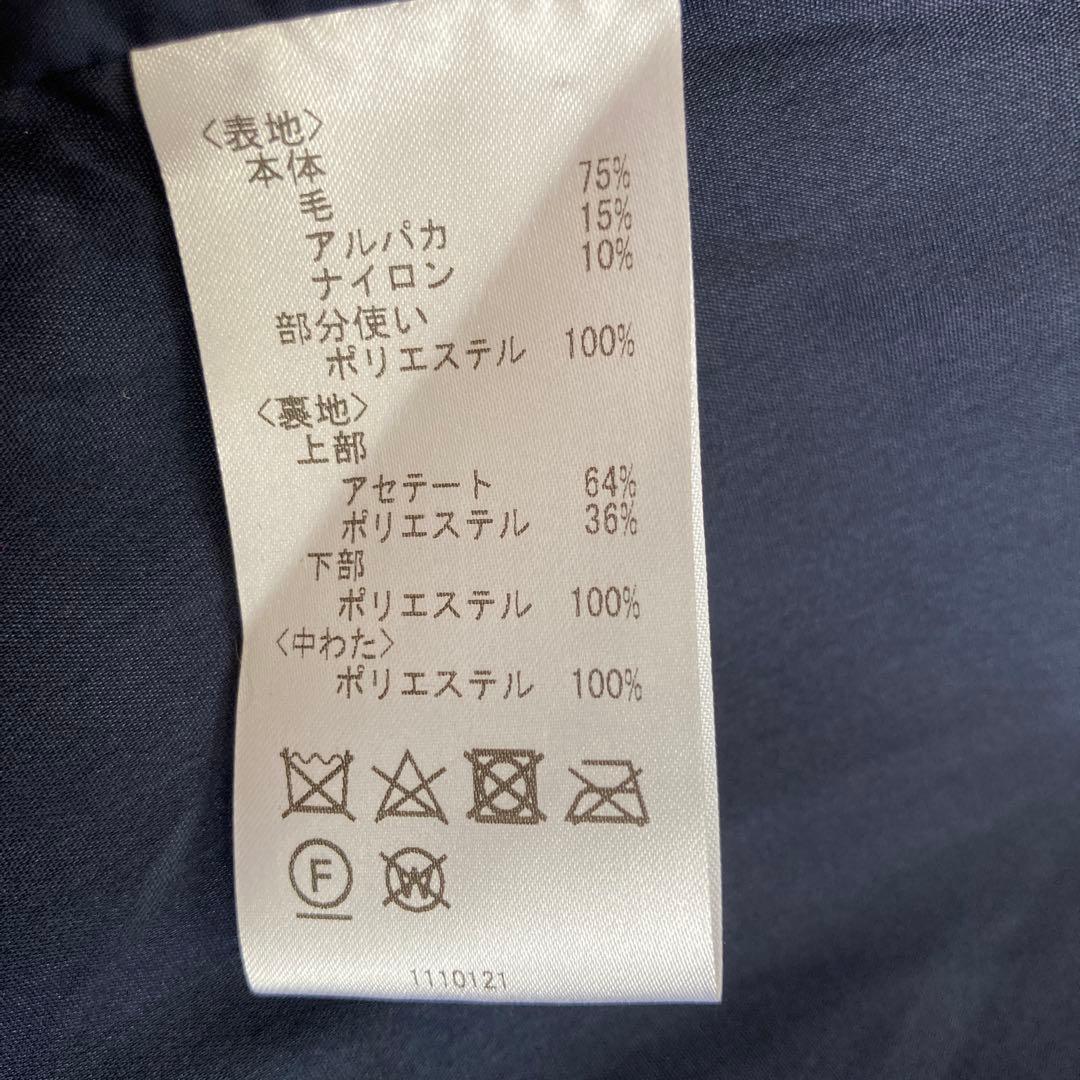 〈表地〉
本体
毛 75%
アルパカ 15%
ナイロン 10%
部分使い
ポリエステル 100%
〈裏地〉
上部
アセテート 64%
ポリエステル 36%
下部
ポリエステル 100%
〈中わた〉
ポリエステル 100%
F W
1110121